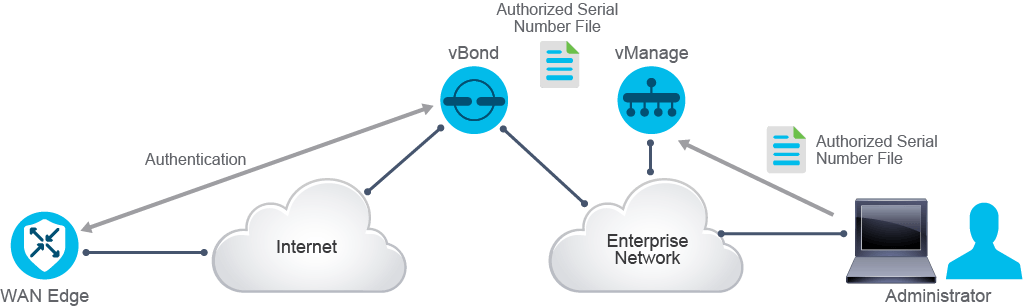 Authorized Serial
Number File
vBond
vManage
Authentication
Authorized Serial
Number File
Internet
Enterprise
Network
WAN Edge
Administrator